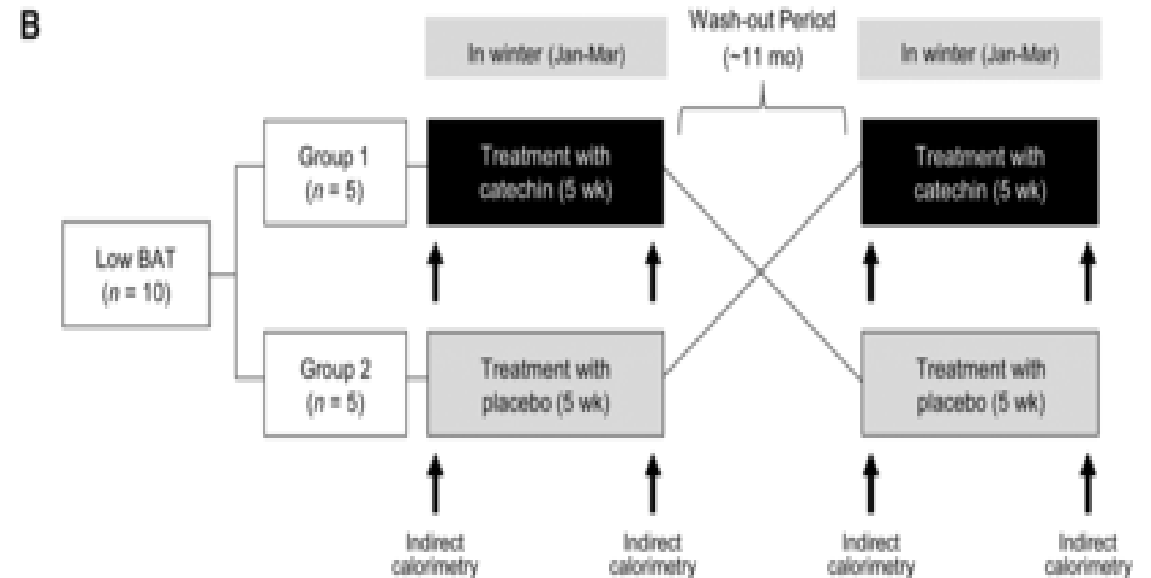 B
In winter (Jan-Mar)
Wash-out Period
(~11 mo)
In winter (Jan-Mar)
Group 1
(n = 5)
Treatment with
catechin (5 wk)
Treatment with
catechin (5 wk)
Low BAT
(n = 10)
Group 2
(n = 5)
Treatment with
placebo (5 wk)
Treatment with
placebo (5 wk)
Indirect
calorimetry
Indirect
calorimetry
Indirect
calorimetry
Indirect
calorimetry